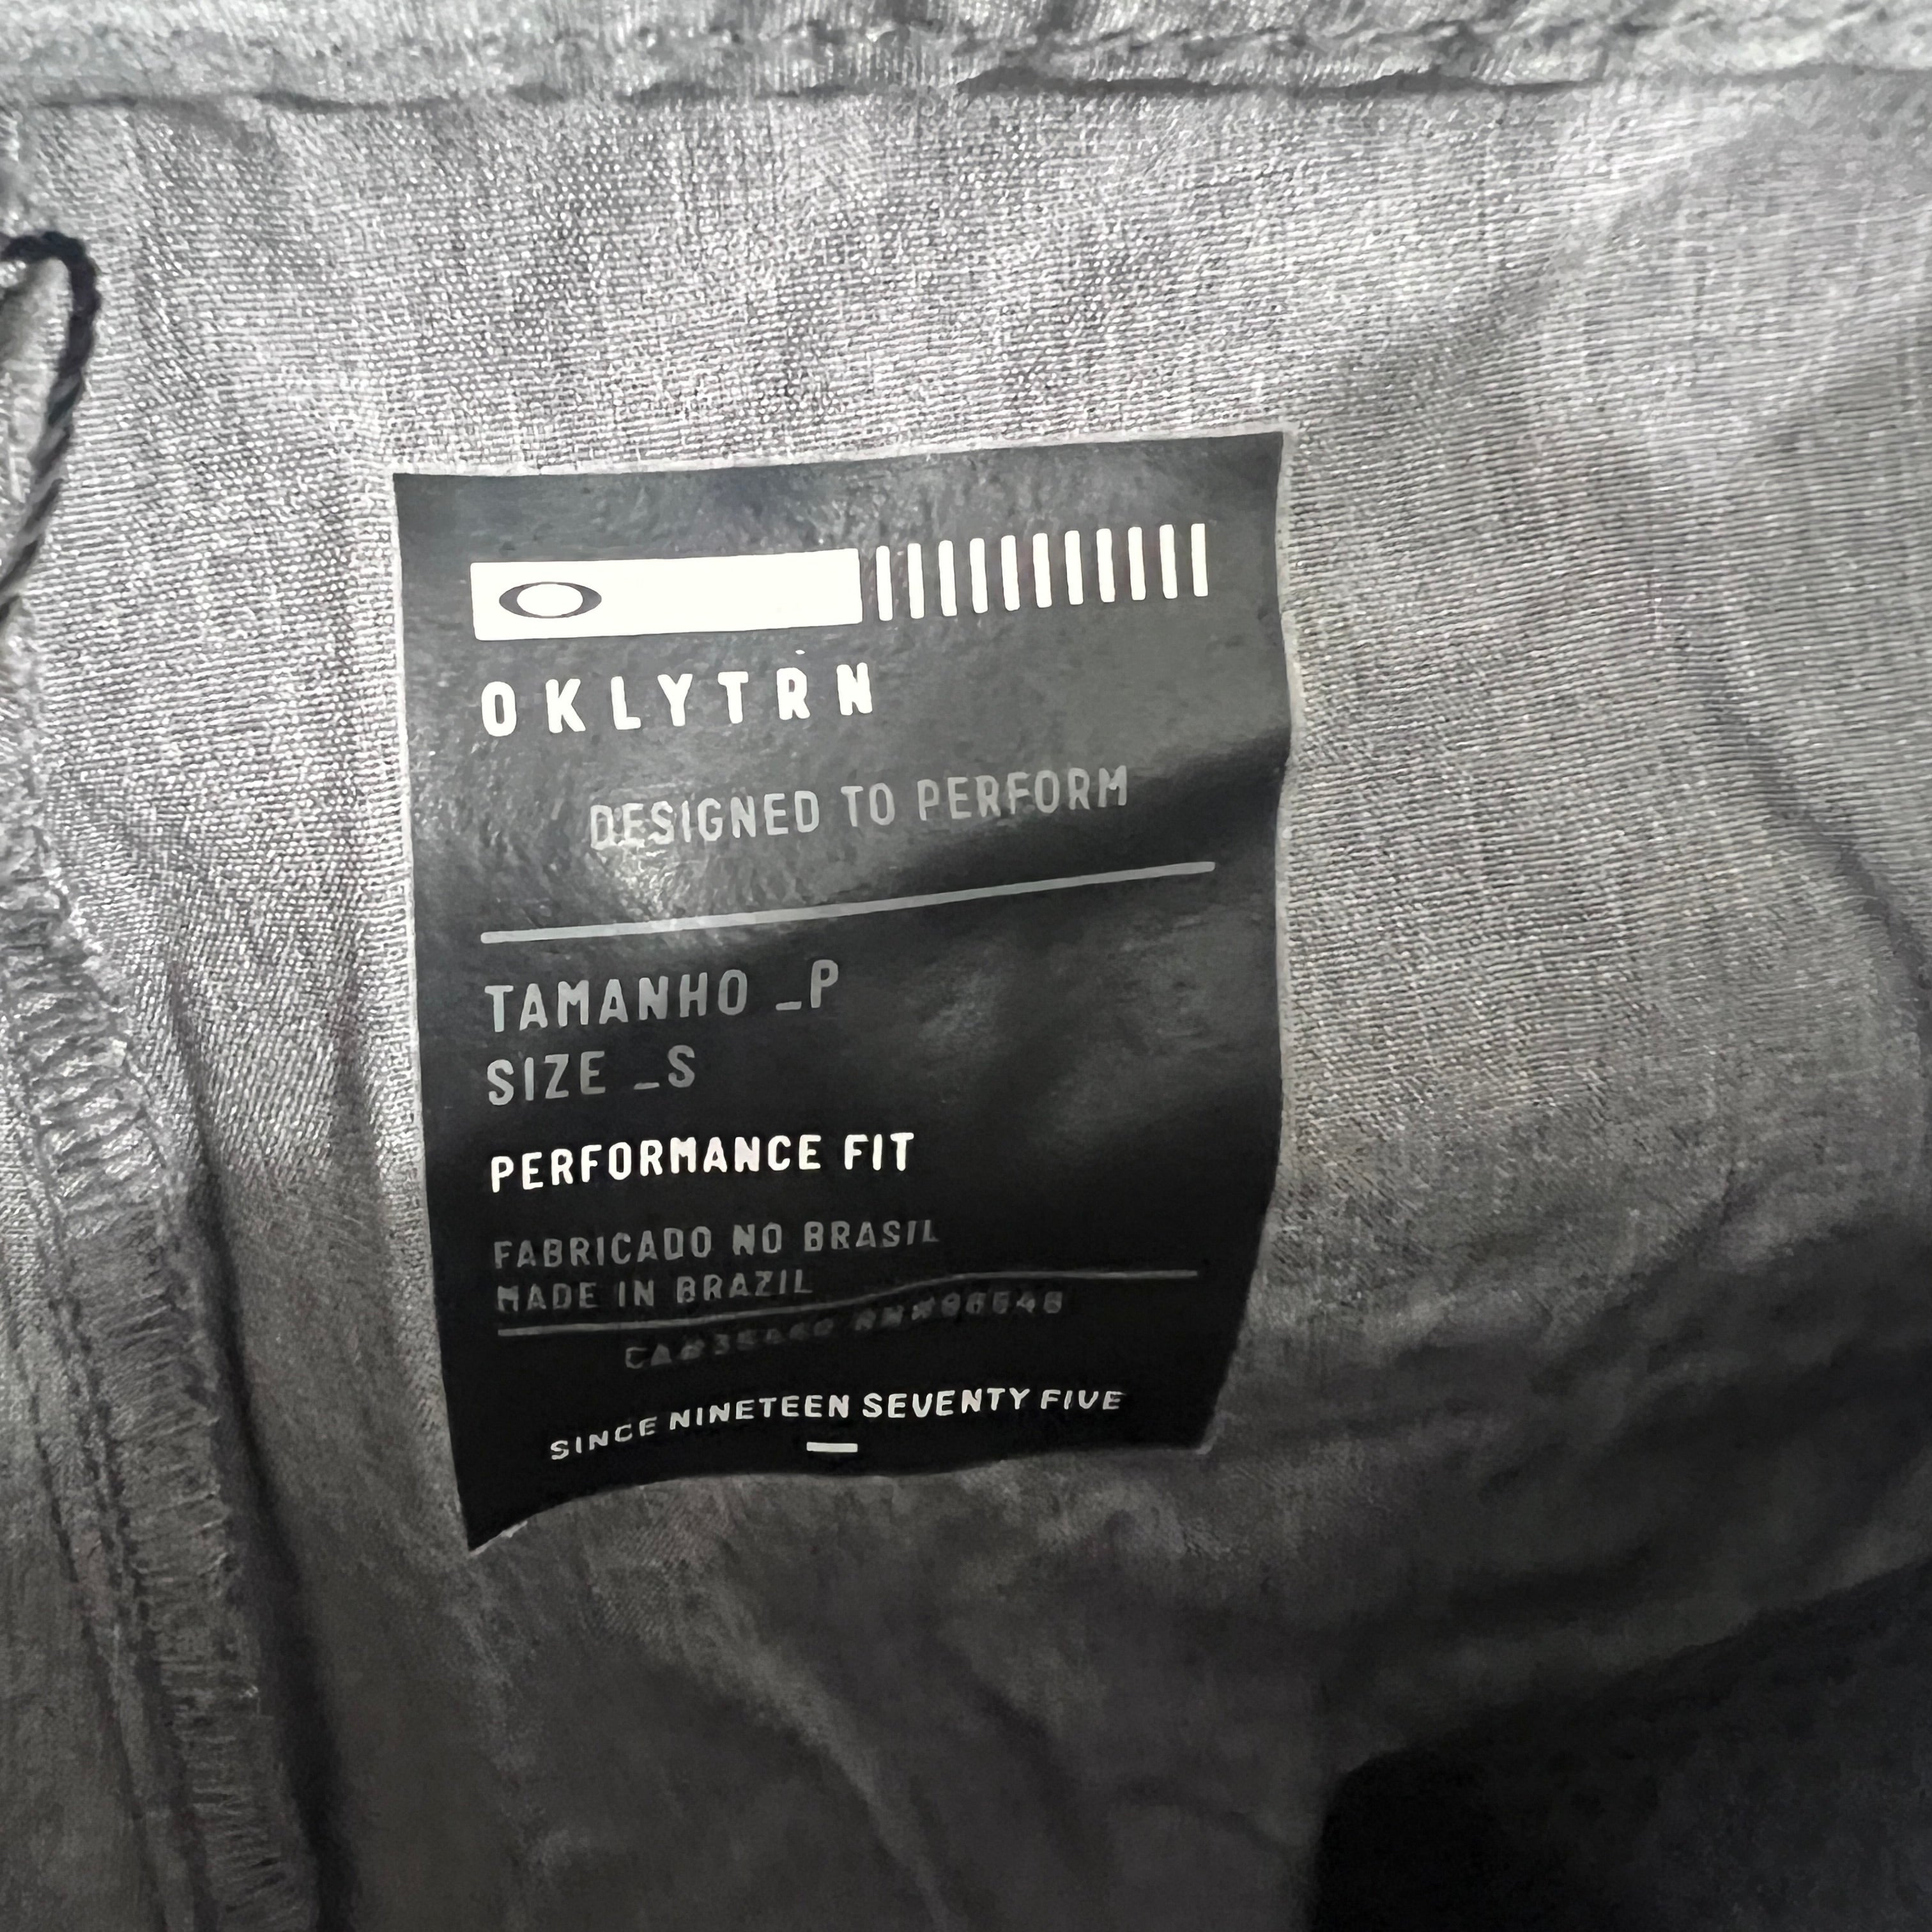 OKLYTRN
DESIGNED TO PERFORM
TAMANHO _P
SIZE _S
PERFORMANCE FIT
FABRICADO NO BRASIL
MADE IN BRAZIL
SINCE NINETEEN SEVENTY FIVE